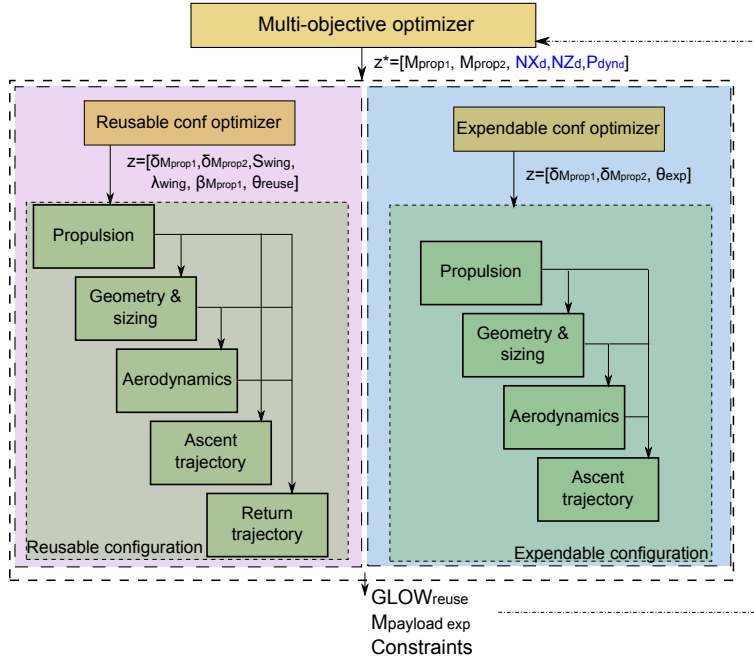 Multi-objective optimizer
z*=[Mprop1, Mprop2, NXd,NZd,Pdynd]
Reusable conf optimizer
z=[δMprop1,δMprop2,Swing,
λwing, βMprop1, θreuse]
Propulsion
Geometry &
sizing
Aerodynamics
Ascent
trajectory
Return
trajectory
Reusable configuration
Expendable conf optimizer
z=[δMprop1,δMprop2, θexp]
Propulsion
Geometry &
sizing
Aerodynamics
Ascent
trajectory
Expendable configuration
GLOWreuse
Mpayload exp
Constraints